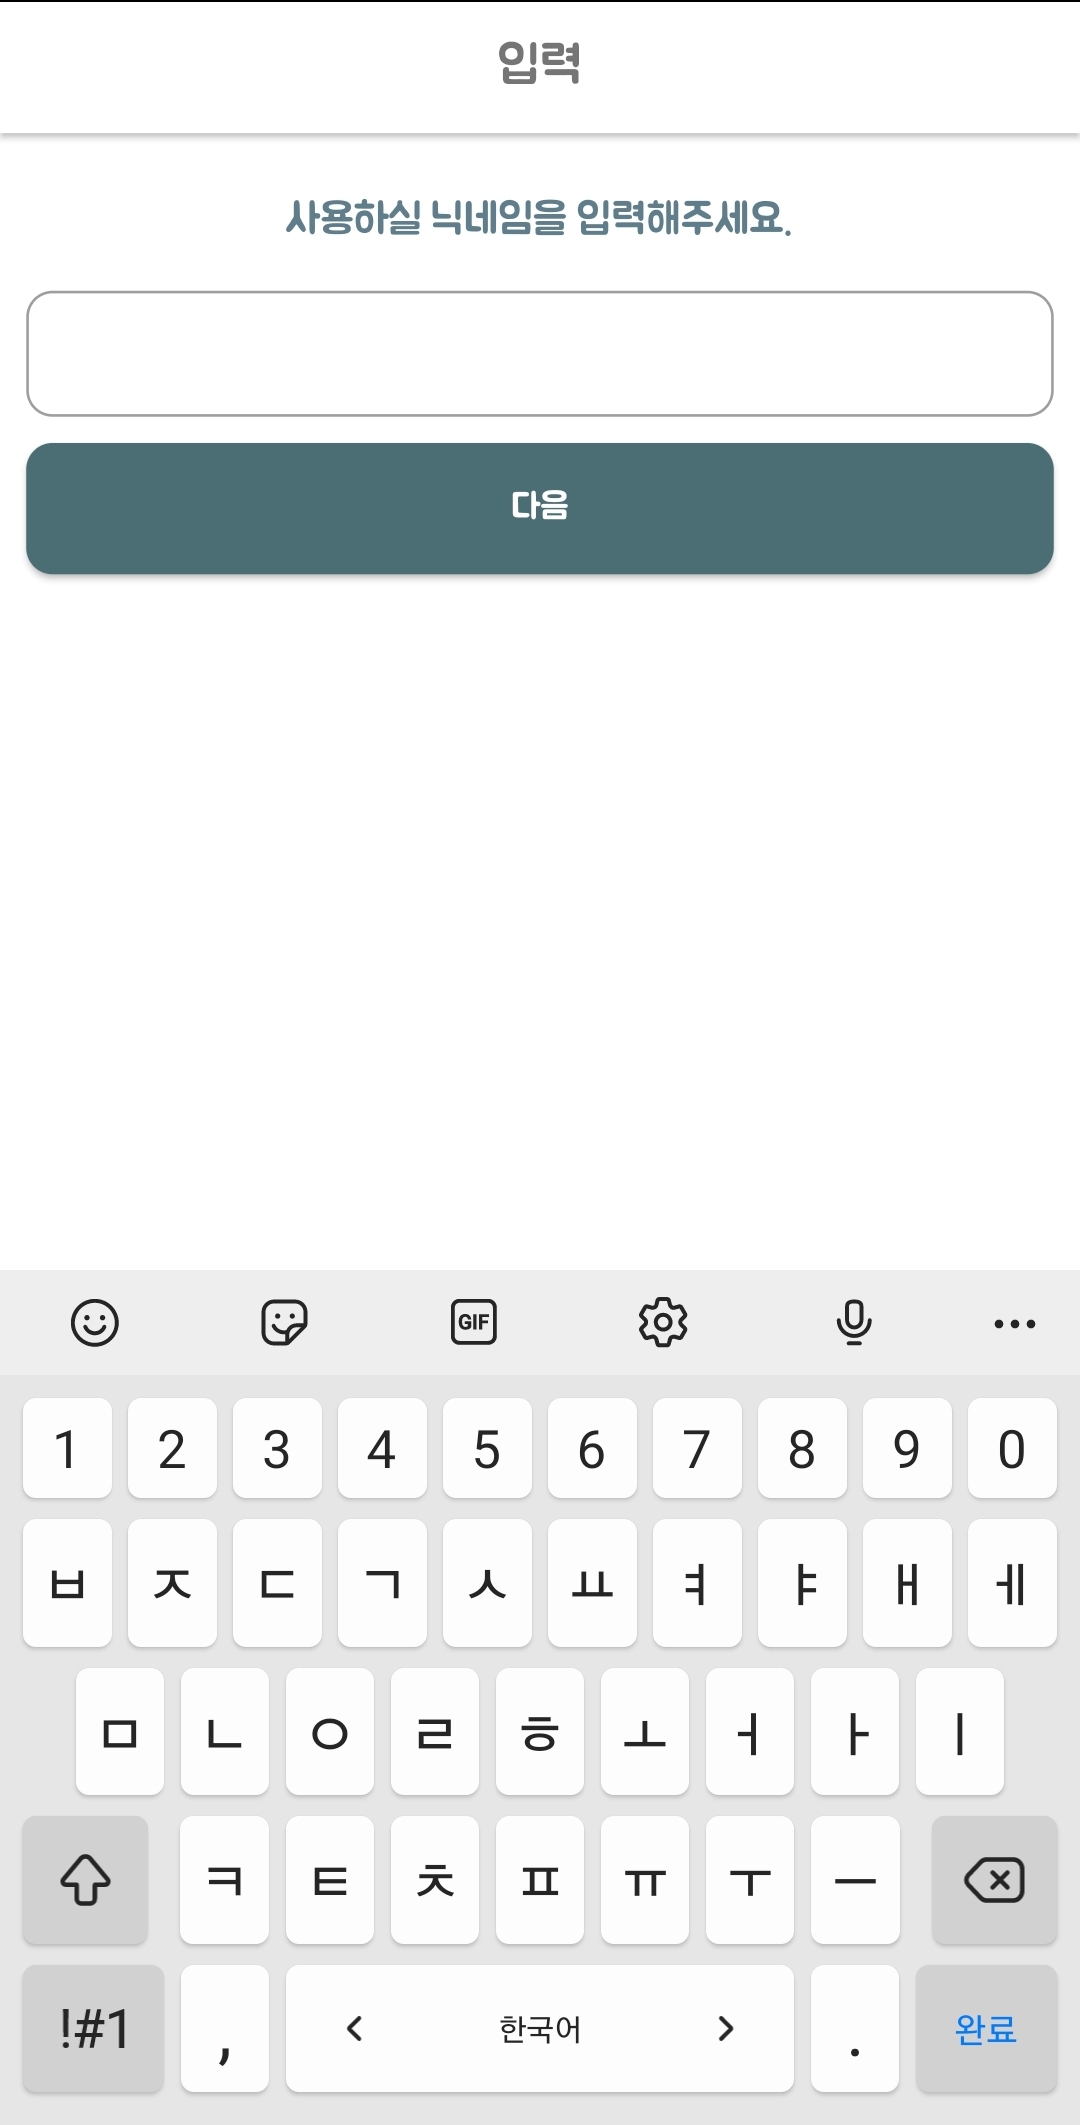 입력
사용하실 닉네임을 입력해주세요.
다음
GIF
1 2 3 4 5 6 7 8 9 0
ㅂ ㅈ ㄷ ㄱ ㅅ ㅛ ㅕ ㅑ ㅐ ㅔ
ㅁ ㄴ ㅇ ㄹ ㅎ ㅗ ㅓ ㅏ ㅣ
ㅋ ㅌ ㅊ ㅍ ㅠ ㅜ ㅡ
!#1 , 한국어 . 완료